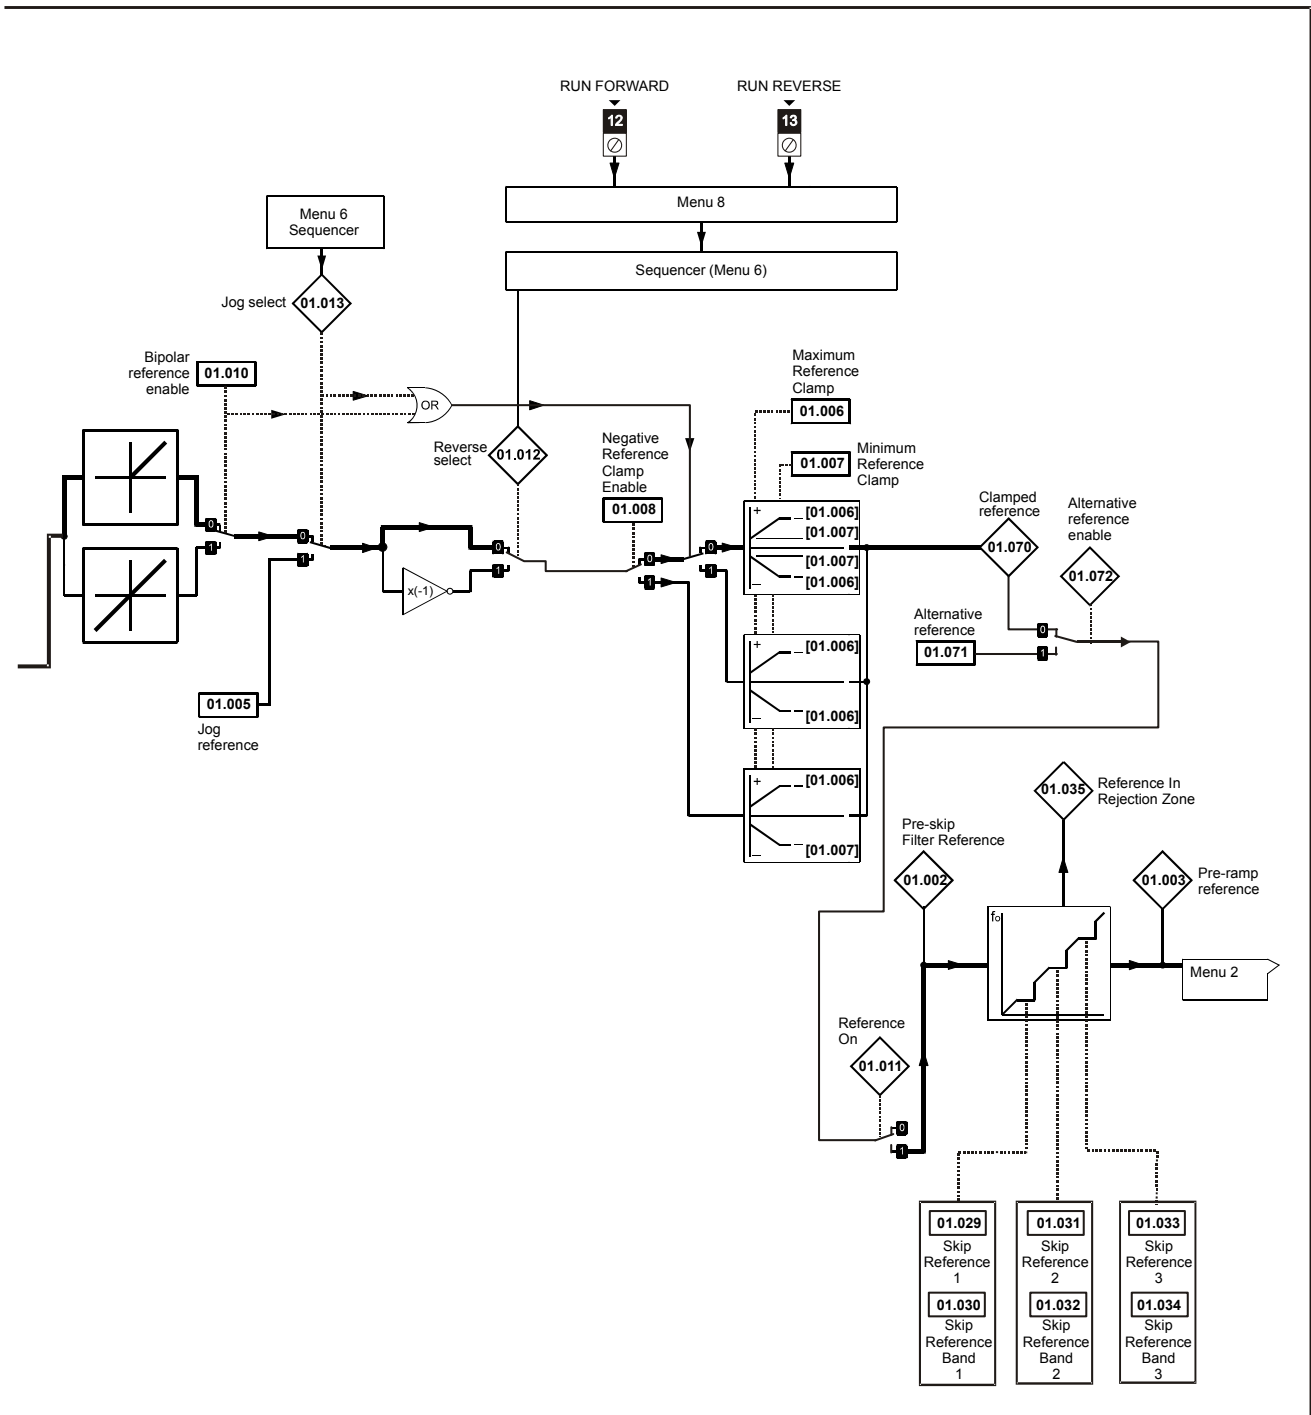 RUN FORWARD
RUN REVERSE
12
13
Menu 8
Menu 6
Sequencer
Sequencer (Menu 6)
Jog select
01.013
Bipolar
reference
enable
01.010
OR
Maximum
Reference
Clamp
01.006
Reverse
select
01.012
Negative
Reference
Clamp
Enable
01.008
01.007
Minimum
Reference
Clamp
0
1
0
1
x(-1)
0
1
0
1
0
1
+
[01.006]
[01.007]
[01.007]
[01.006]
_
Clamped
reference
01.070
Alternative
reference
enable
01.072
Alternative
reference
01.071
0
1
+
[01.006]
[01.006]
_
01.005
Jog
reference
+
[01.006]
[01.007]
_
01.035
Reference In
Rejection Zone
Pre-skip
Filter Reference
01.002
01.003
Pre-ramp
reference
fo
Menu 2
Reference
On
01.011
0
1
01.029
Skip
Reference
1
01.030
Skip
Reference
Band
1
01.031
Skip
Reference
2
01.032
Skip
Reference
Band
2
01.033
Skip
Reference
3
01.034
Skip
Reference
Band
3